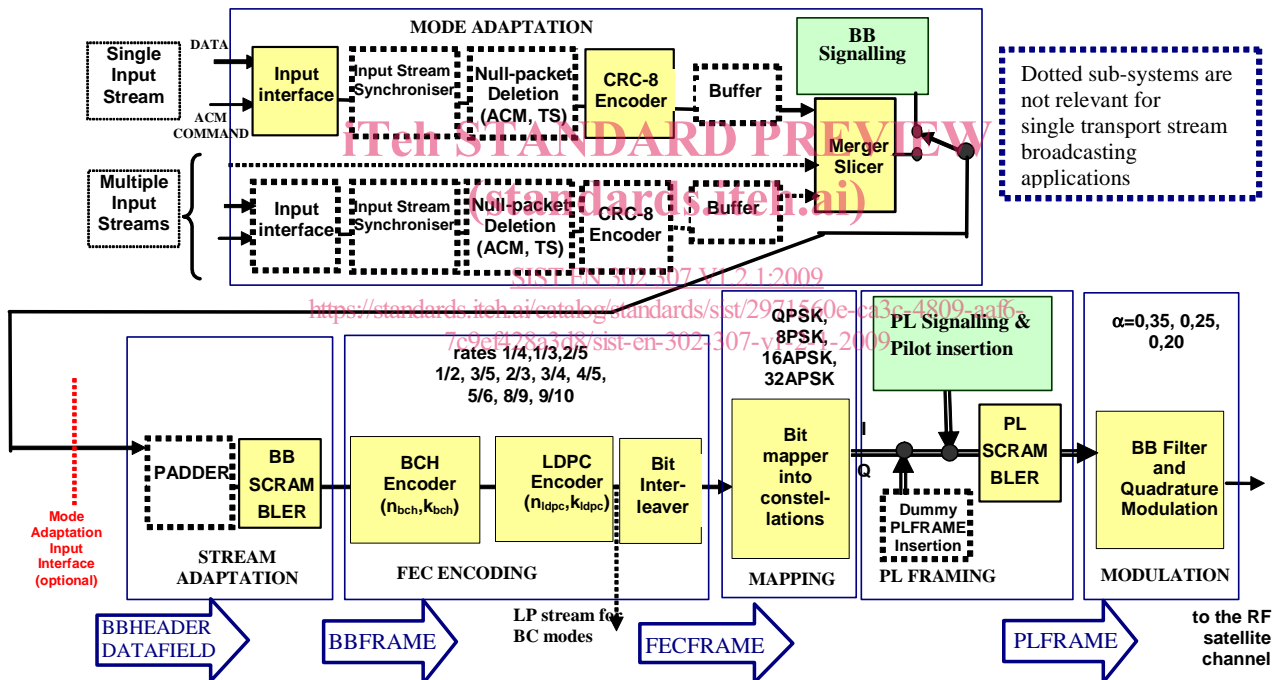 MODE ADAPTATION
Single
Input
Stream
DATA
ACM
COMMAND
Input
interface
Input Stream
Synchroniser
Null-packet
Deletion
(ACM, TS)
CRC-8
Encoder
Buffer
BB
Signalling
Merger
Slicer
Dotted sub-systems are
not relevant for
single transport stream
broadcasting
applications
iTeh STANDARD PREVIEW
(standards.iteh.ai)
Multiple
Input
Streams
Input
interface
Input Stream
Synchroniser
Null-packet
Deletion
(ACM, TS)
CRC-8
Encoder
Buffer
SIST EN 302 307 V1.2.1:2009
https://standards.iteh.ai/catalog/standards/sist/2971560e-ca3c-4809-aaf6-
7c9ef428a3d8/sist-en-302-307-v1-2-1-2009
rates 1/4,1/3,2/5
1/2, 3/5, 2/3, 3/4, 4/5,
5/6, 8/9, 9/10
QPSK,
8PSK,
16APSK,
32APSK
PL Signalling &
Pilot insertion
α=0,35, 0,25,
0,20
PADDER
BB
SCRAM
BLER
BCH
Encoder
(nbch,kbch)
LDPC
Encoder
(nldpc,kldpc)
Bit
Inter-
leaver
Bit
mapper
into
constel-
lations
I
Q
Dummy
PLFRAME
Insertion
PL
SCRAM
BLER
BB Filter
and
Quadrature
Modulation
Mode
Adaptation
Input
Interface
(optional)
STREAM
ADAPTATION
FEC ENCODING
MAPPING
PL FRAMING
MODULATION
BBHEADER
DATAFIELD
BBFRAME
LP stream for
BC modes
FECFRAME
PLFRAME
to the RF
satellite
channel